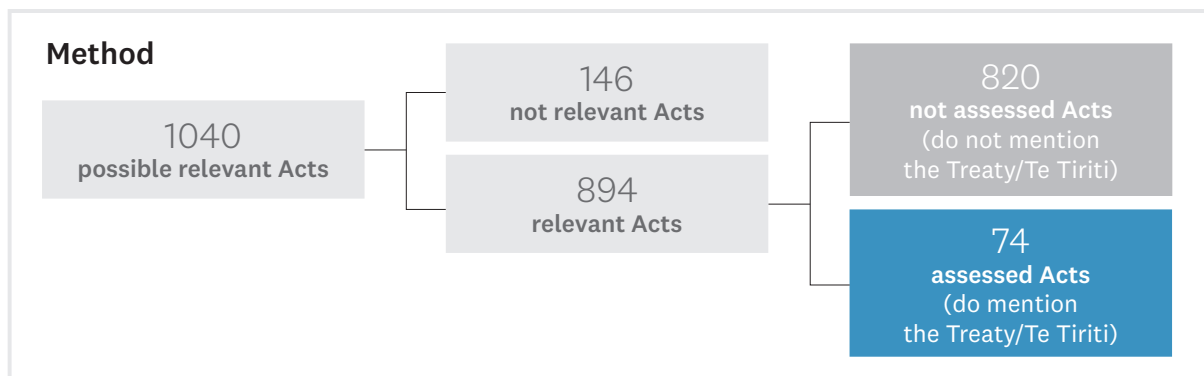 Method
1040
possible relevant Acts
146
not relevant Acts
894
relevant Acts
820
not assessed Acts
(do not mention
the Treaty/Te Tiriti)
74
assessed Acts
(do mention
the Treaty/Te Tiriti)